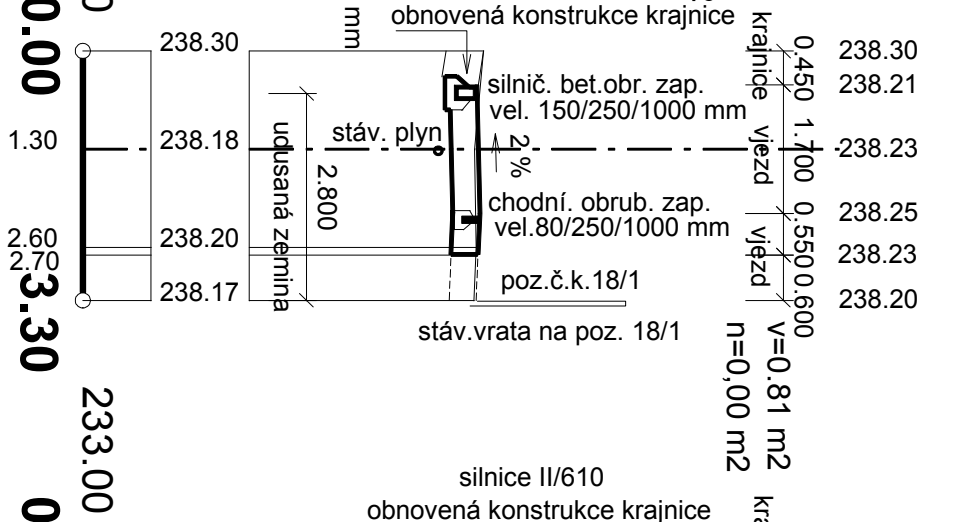 obnovená konstrukce krajnice
mm
0.00
238.30
krajnice
0.450
238.30
238.21
silnič. bet.obr. zap.
vel. 150/250/1000 mm
1.30
238.18
udusaná zemina
stáv. plyn
2 %
2.800
vjezd
1.700
238.23
chodní. obrub. zap.
vel.80/250/1000 mm
238.25
2.60
238.20
0.550
vjezd
238.23
2.70
3.30
238.17
poz.č.k.18/1
0.600
238.20
stáv.vrata na poz. 18/1
v=0.81 m2
n=0,00 m2
233.00
silnice II/610
obnovená konstrukce krajnice